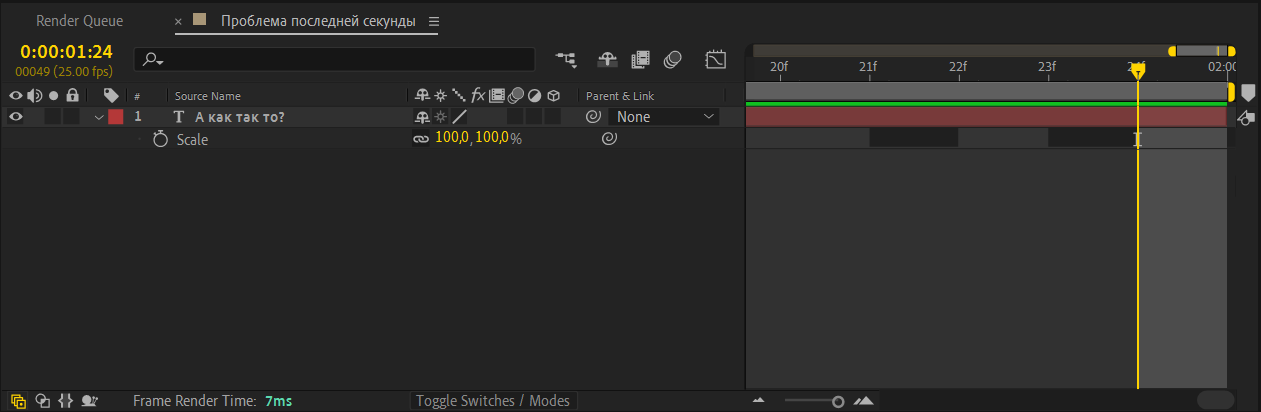 Render Queue × Проблема последней секунды
0:00:01:24
00049 (25.00 fps)
20f 21f 22f 23f 02:00
# Source Name Parent & Link
1 T А как так то? None
Scale 100,0, 100,0 %
Frame Render Time: 7ms Toggle Switches / Modes